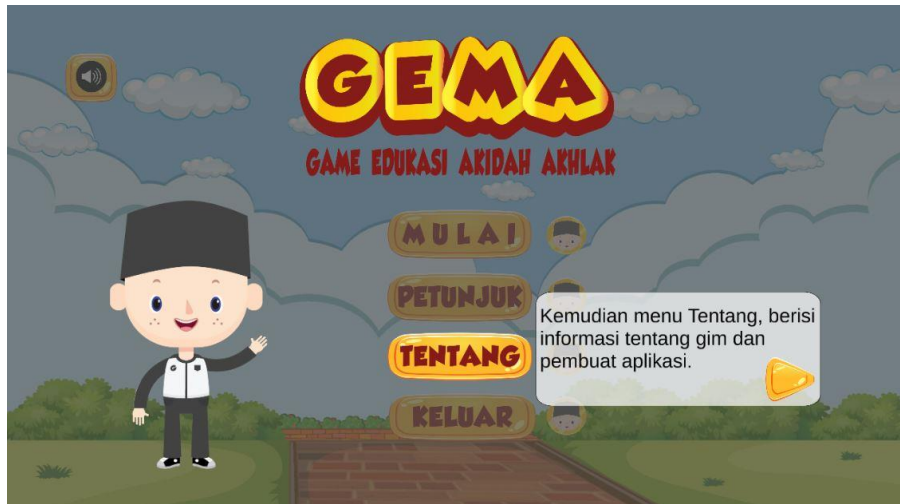 GEMA
GAME EDUKASI AKIDAH AKHLAK
MULAI
PETUNJUK
TENTANG
Kemudian menu Tentang, berisi
informasi tentang gim dan
pembuat aplikasi.
KELUAR